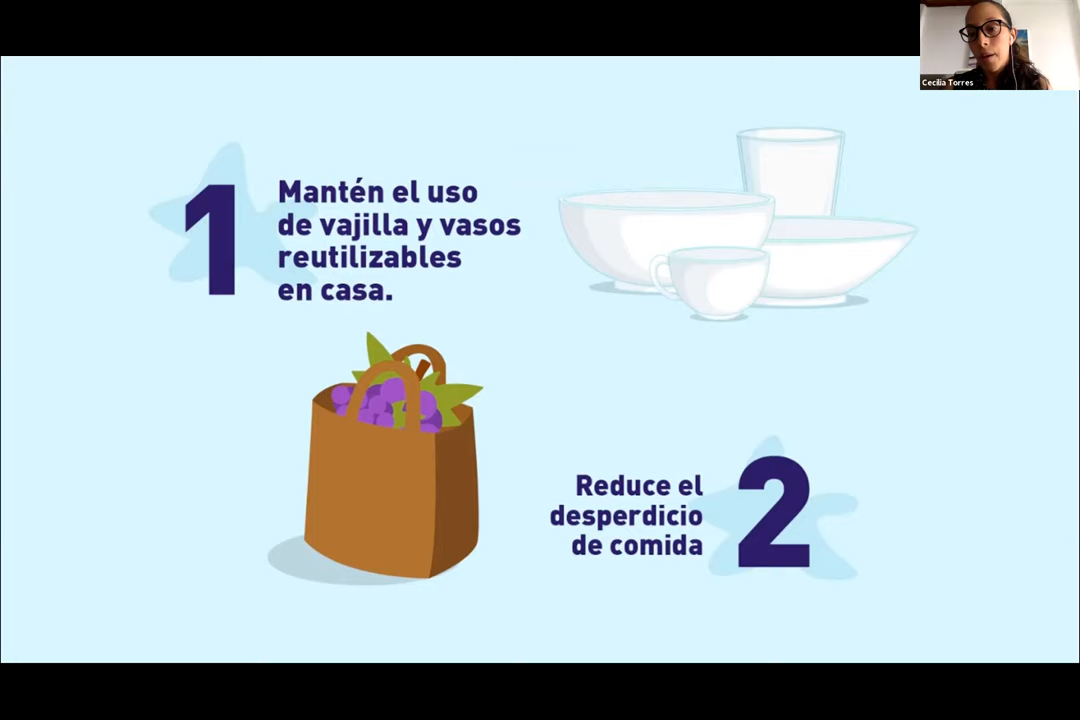 Cecilia Torres
1
Mantén el uso
de vajilla y vasos
reutilizables
en casa.
Reduce el
desperdicio
de comida
2